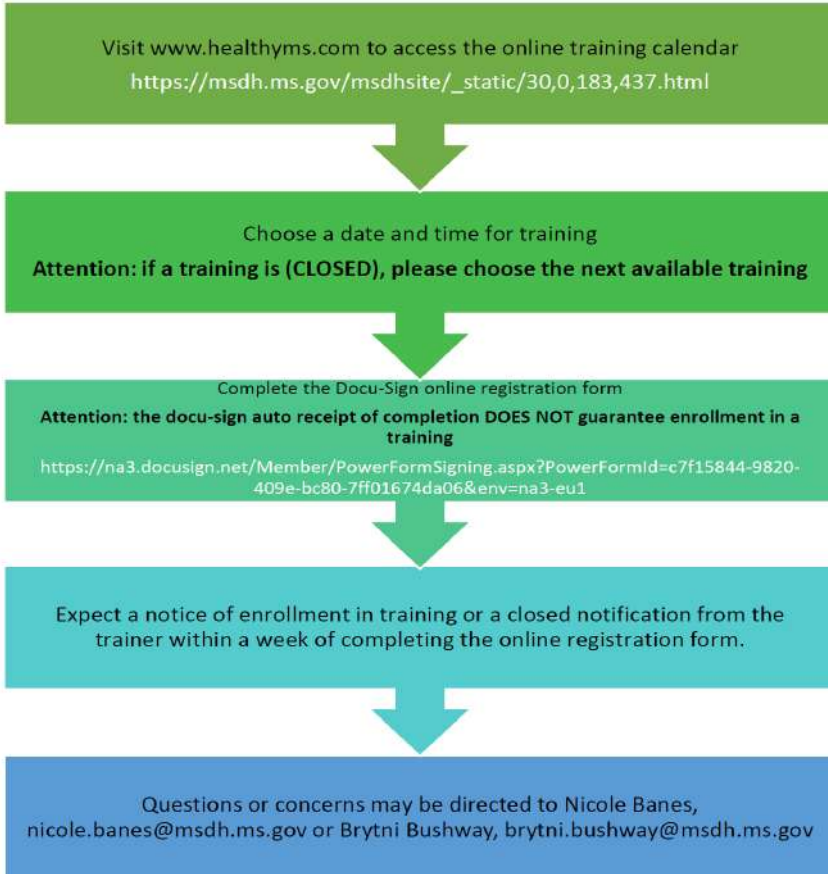 Visit www.healthyms.com to access the online training calendar
https://msdh.ms.gov/msdhsite/_static/30,0,183,437.html
Choose a date and time for training
Attention: if a training is (CLOSED), please choose the next available training
Complete the Docu-Sign online registration form
Attention: the docu-sign auto receipt of completion DOES NOT guarantee enrollment in a
training
https://na3.docusign.net/Member/PowerFormSigning.aspx?PowerFormId=c7f15844-9820-
409e-bc80-7ff01674da06&env=na3-eu1
Expect a notice of enrollment in training or a closed notification from the
trainer within a week of completing the online registration form.
Questions or concerns may be directed to Nicole Banes,
nicole.banes@msdh.ms.gov or Brytni Bushway, brytni.bushway@msdh.ms.gov